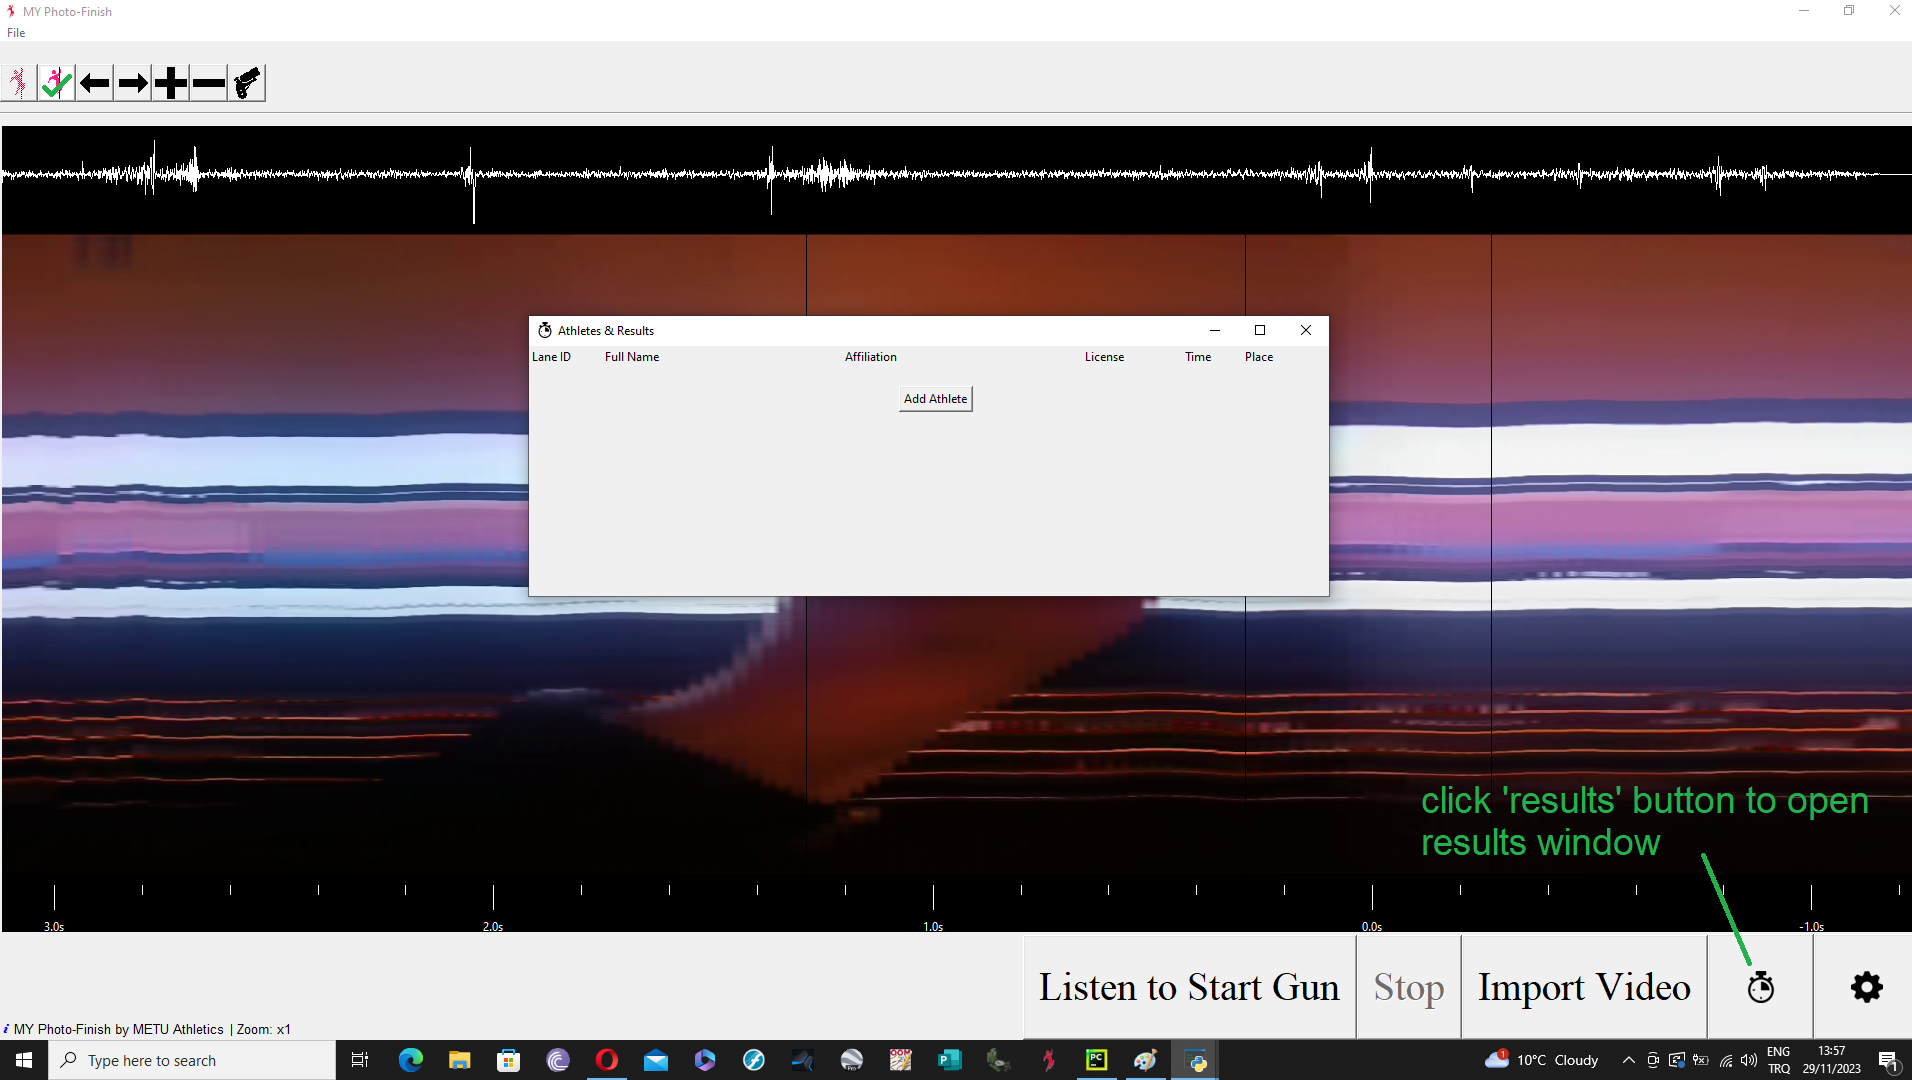 MY Photo-Finish
File
Athletes & Results
Lane ID Full Name Affiliation License Time Place
Add Athlete
click 'results' button to open
results window
3.0s 2.0s 1.0s 0.0s -1.0s
Listen to Start Gun Stop Import Video
i MY Photo-Finish by METU Athletics | Zoom: x1
Type here to search
PC
1
10°C Cloudy
ENG
TRQ
13:57
29/11/2023
1